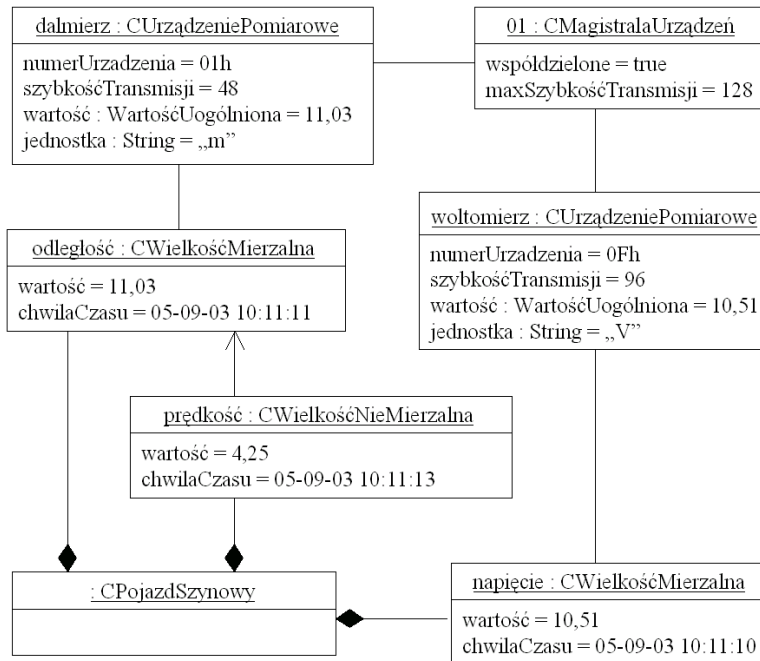 dalmierz : CUrządzeniePomiarowe
numerUrzadzenia = 01h
szybkośćTransmisji = 48
wartość : WartośćUogólniona = 11,03
jednostka : String = „m”
01 : CMagistralaUrządzeń
współdzielone = true
maxSzybkośćTransmisji = 128
woltomierz : CUrządzeniePomiarowe
numerUrzadzenia = 0Fh
szybkośćTransmisji = 96
wartość : WartośćUogólniona = 10,51
jednostka : String = „V”
odległość : CWielkośćMierzalna
wartość = 11,03
chwilaCzasu = 05-09-03 10:11:11
prędkość : CWielkośćNieMierzalna
wartość = 4,25
chwilaCzasu = 05-09-03 10:11:13
: CPojazdSzynowy
napięcie : CWielkośćMierzalna
wartość = 10,51
chwilaCzasu = 05-09-03 10:11:10